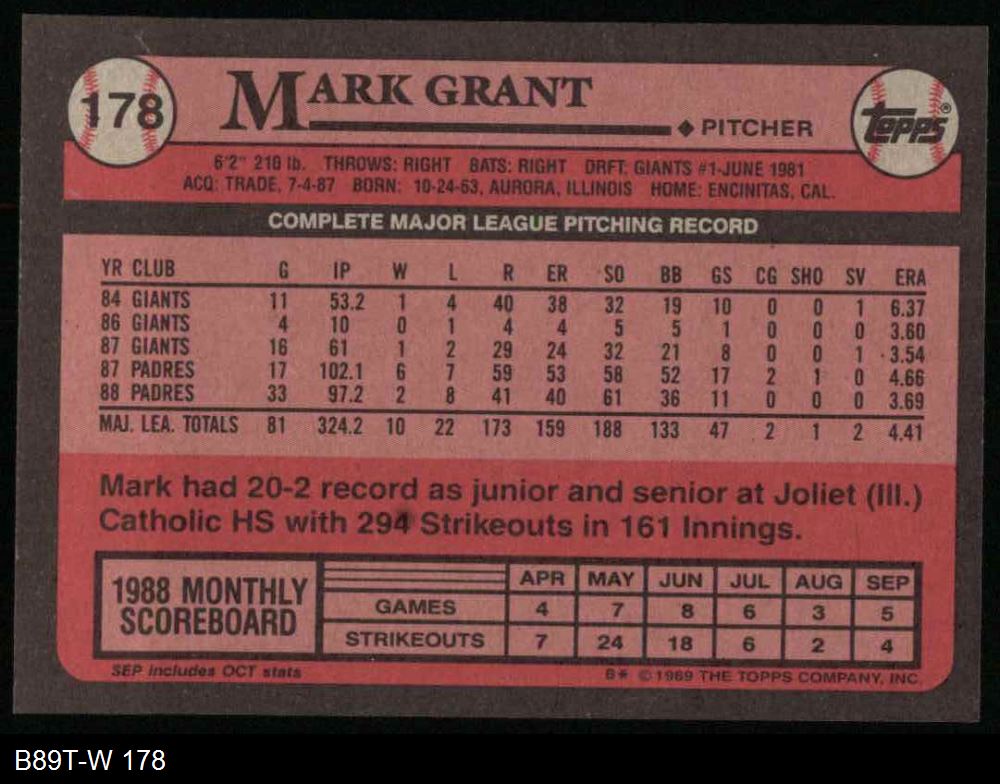 178
MARK GRANT
◆ PITCHER
topps®
6'2" 210 lb. THROWS: RIGHT BATS: RIGHT DRFT: GIANTS #1-JUNE 1981
ACQ: TRADE, 7-4-87 BORN: 10-24-63, AURORA, ILLINOIS HOME: ENCINITAS, CAL.
COMPLETE MAJOR LEAGUE PITCHING RECORD
YR CLUB G IP W L R ER SO BB GS CG SHO SV ERA
84 GIANTS 11 53.2 1 4 40 38 32 19 10 0 0 1 6.37
86 GIANTS 4 10 0 1 4 4 5 5 1 0 0 0 3.60
87 GIANTS 16 61 1 2 29 24 32 21 8 0 0 1 3.54
87 PADRES 17 102.1 6 7 59 53 58 52 17 2 1 0 4.66
88 PADRES 33 97.2 2 8 41 40 61 36 11 0 0 0 3.69
MAJ. LEA. TOTALS 81 324.2 10 22 173 159 188 133 47 2 1 2 4.41
Mark had 20-2 record as junior and senior at Joliet (Ill.)
Catholic HS with 294 Strikeouts in 161 Innings.
1988 MONTHLY
SCOREBOARD
APR MAY JUN JUL AUG SEP
GAMES 4 7 8 6 3 5
STRIKEOUTS 7 24 18 6 2 4
SEP includes OCT stats
B* © 1989 THE TOPPS COMPANY, INC.
B89T-W 178